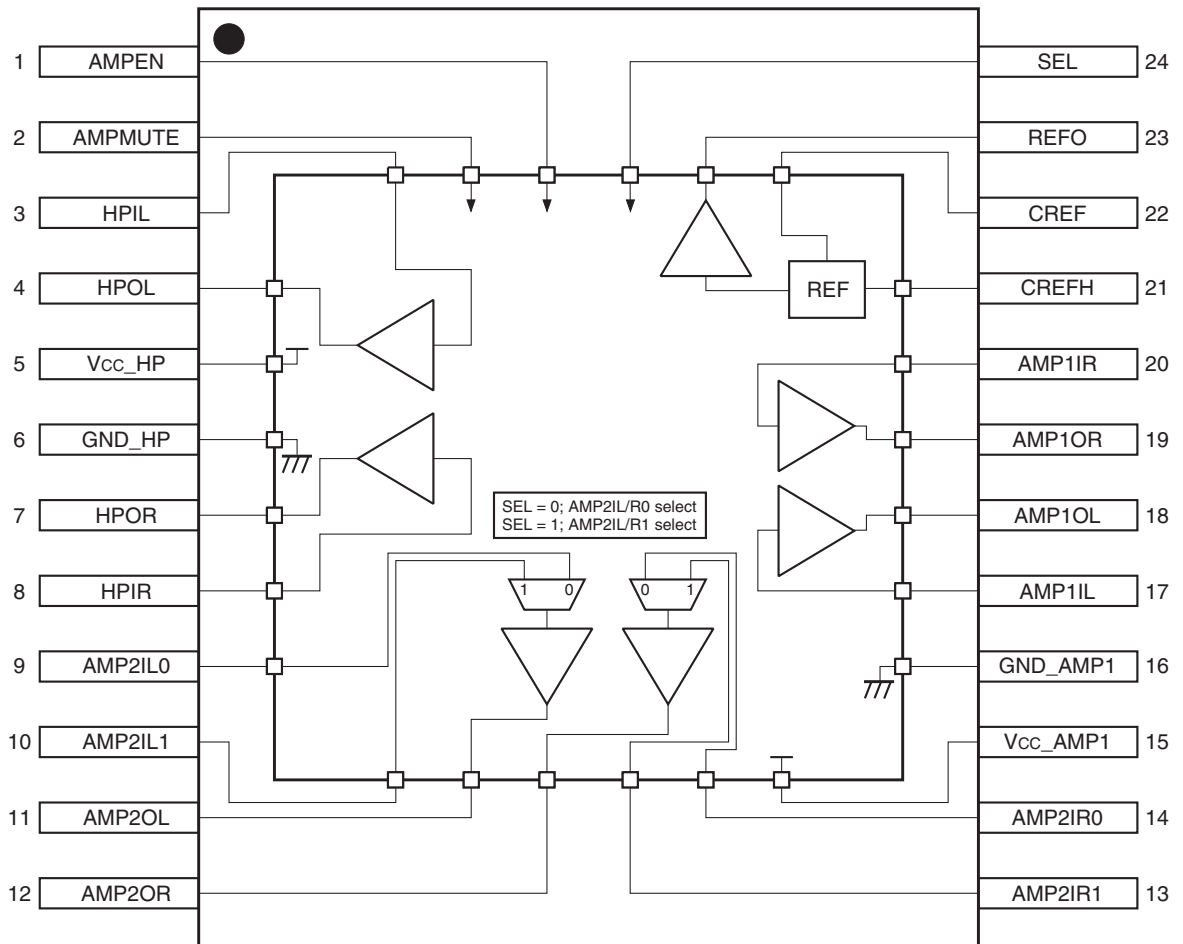 1 AMPEN
SEL 24
2 AMPMUTE
REFO 23
3 HPIL
CREF 22
4 HPOL
REF
CREFH 21
5 VCC_HP
AMP1IR 20
6 GND_HP
AMP1OR 19
7 HPOR
SEL = 0; AMP2IL/R0 select
SEL = 1; AMP2IL/R1 select
AMP1OL 18
8 HPIR
1 0
0 1
AMP1IL 17
9 AMP2IL0
GND_AMP1 16
10 AMP2IL1
VCC_AMP1 15
11 AMP2OL
AMP2IR0 14
12 AMP2OR
AMP2IR1 13